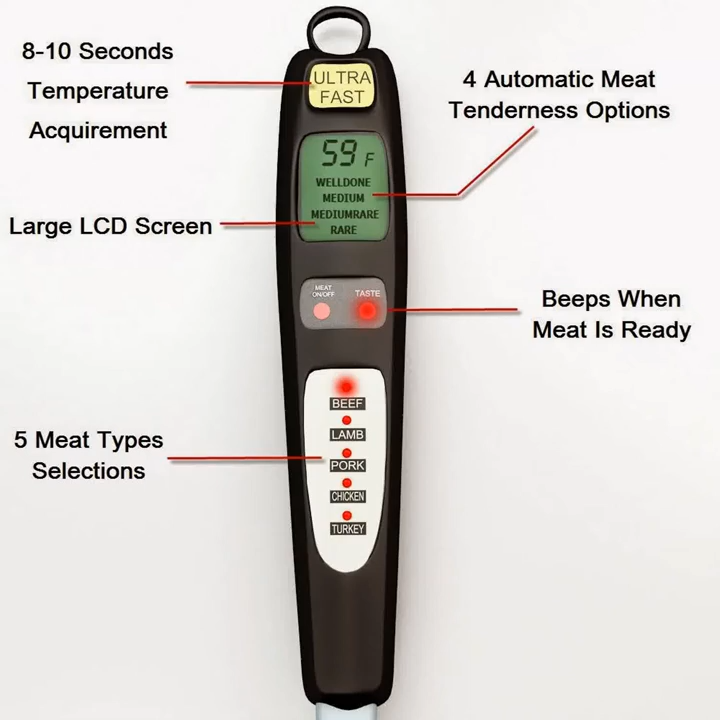 8-10 Seconds
Temperature
Acquirement
ULTRA
FAST
4 Automatic Meat
Tenderness Options
59 F
WELLDONE
MEDIUM
MEDIUMRARE
RARE
Large LCD Screen
MEAT
ON/OFF
TASTE
Beeps When
Meat Is Ready
BEEF
LAMB
PORK
CHICKEN
TURKEY
5 Meat Types
Selections